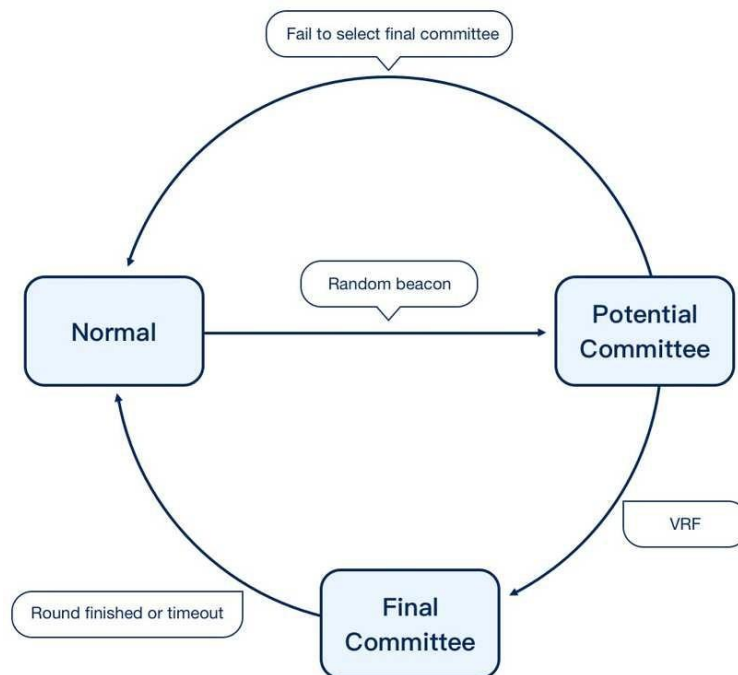 Fail to select final committee
Random beacon
Normal
Potential
Committee
VRF
Round finished or timeout
Final
Committee